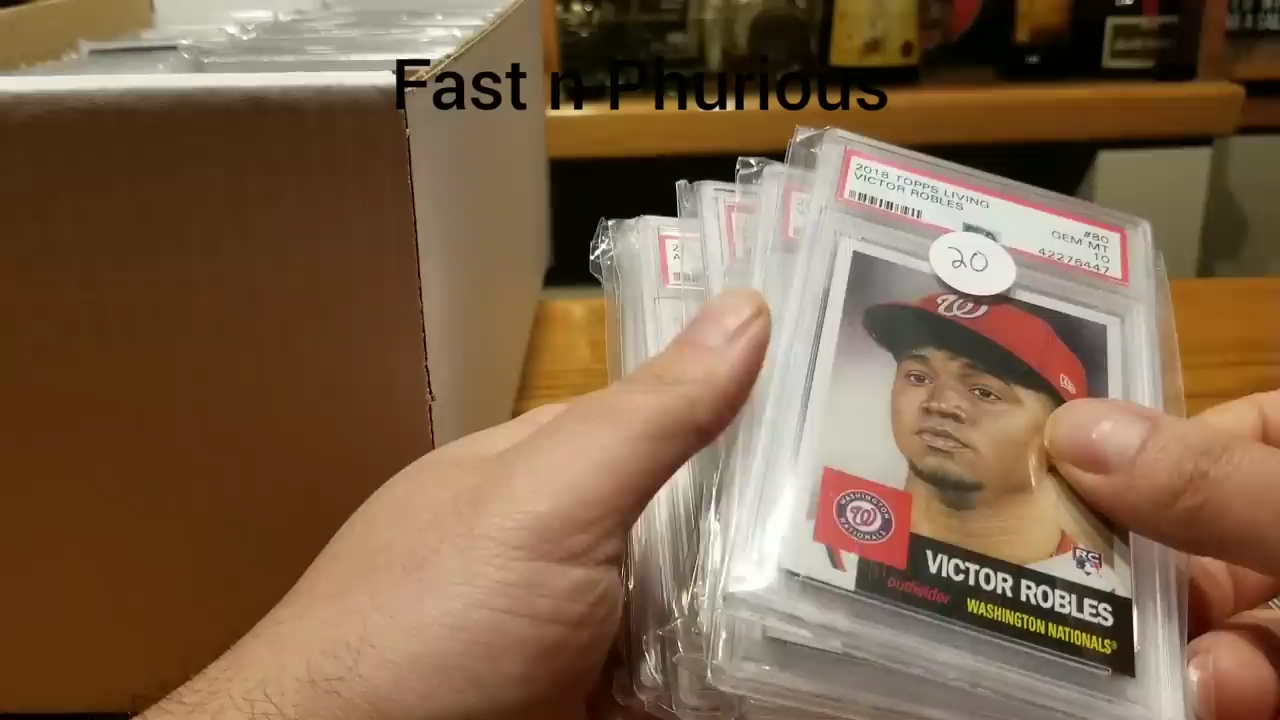 Fast n Phurious
2018 TOPPS LIVING
VICTOR ROBLES
#80
GEM MT
10
42276447
20
W
WASHINGTON
W
NATIONALS
RC
VICTOR ROBLES
outfielder
WASHINGTON NATIONALS®